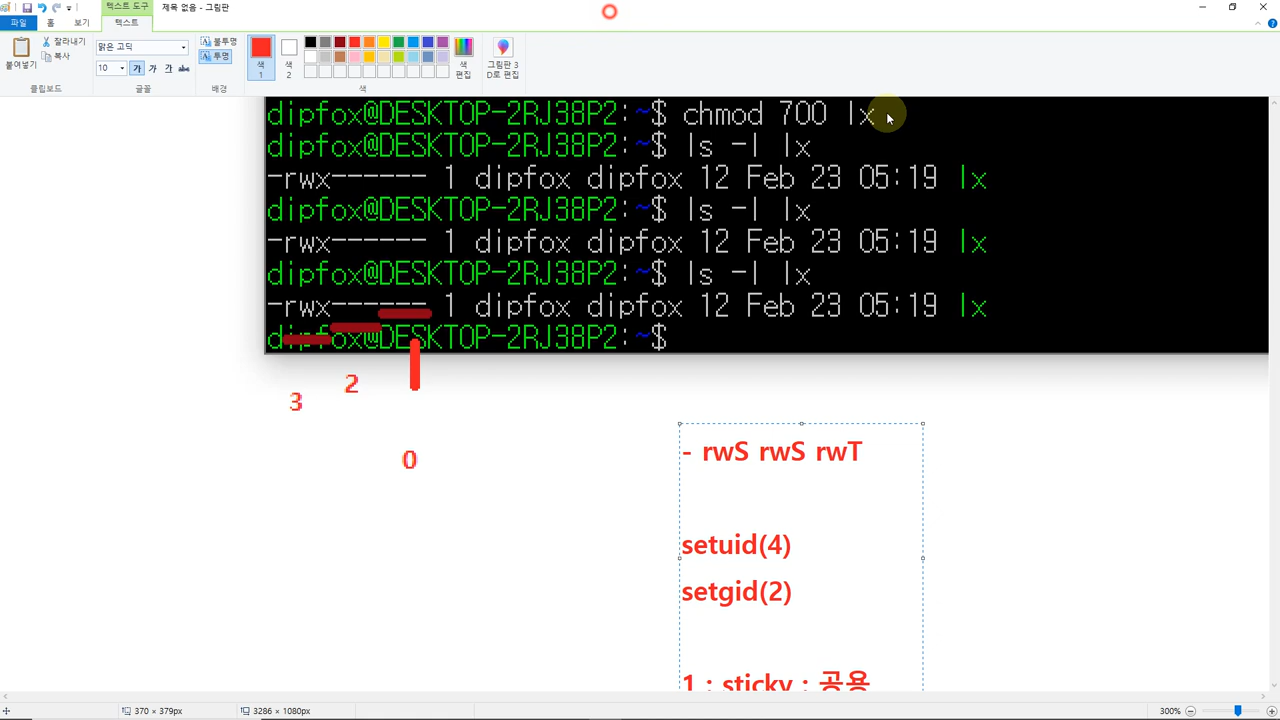 텍스트 도구
제목 없음 - 그림판
파일
홈
보기
텍스트
붙여넣기
잘라내기
복사
클립보드
맑은 고딕
10
가
가
가
abc
글꼴
불투명
투명
배경
색
1
색
2
색
편집
그림판 3
D로 편집
색
dipfox@DESKTOP-2RJ38P2:~$ chmod 700 lx
dipfox@DESKTOP-2RJ38P2:~$ ls -l lx
-rwx------ 1 dipfox dipfox 12 Feb 23 05:19 lx
dipfox@DESKTOP-2RJ38P2:~$ ls -l lx
-rwx------ 1 dipfox dipfox 12 Feb 23 05:19 lx
dipfox@DESKTOP-2RJ38P2:~$ ls -l lx
-rwx------ 1 dipfox dipfox 12 Feb 23 05:19 lx
dipfox@DESKTOP-2RJ38P2:~$
3
2
0
- rwS rwS rwT
setuid(4)
setgid(2)
1 : sticky : 공용
370 × 379px
3286 × 1080px
300%